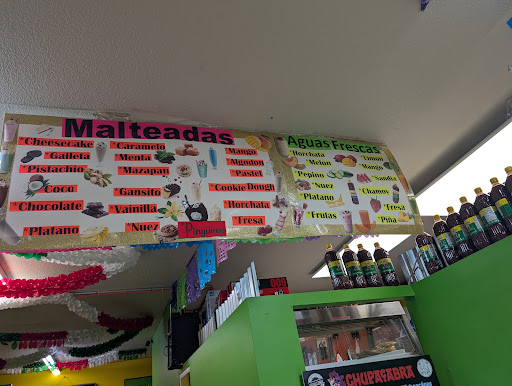 Malteadas
*Cheesecake
*Galleta
*Pistachio
*Coco
*Chocolate
*Platano
*Caramelo
*Menta
*Mazapan
*Gansito
*Vainilla
*Nuez
*Mango
*Algodon
*Pastel
*Cookie Dough
*Horchata
*Fresa
*Pinguinos
Aguas Frescas
*Horchata
*Melon
*Pepino
*Nuez
*Platano
*Frutas
*Limon
*Mango
*Sandia
*Chamoy
*Fresa
*Piña
CHUPACABRA